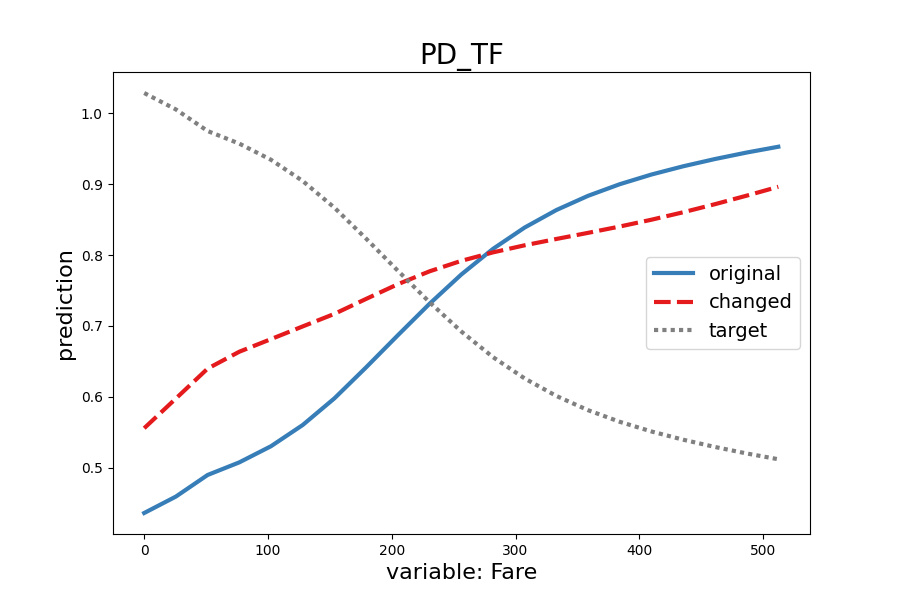 PD_TF
prediction
1.0
0.9
0.8
0.7
0.6
0.5
original
changed
target
0 100 200 300 400 500
variable: Fare